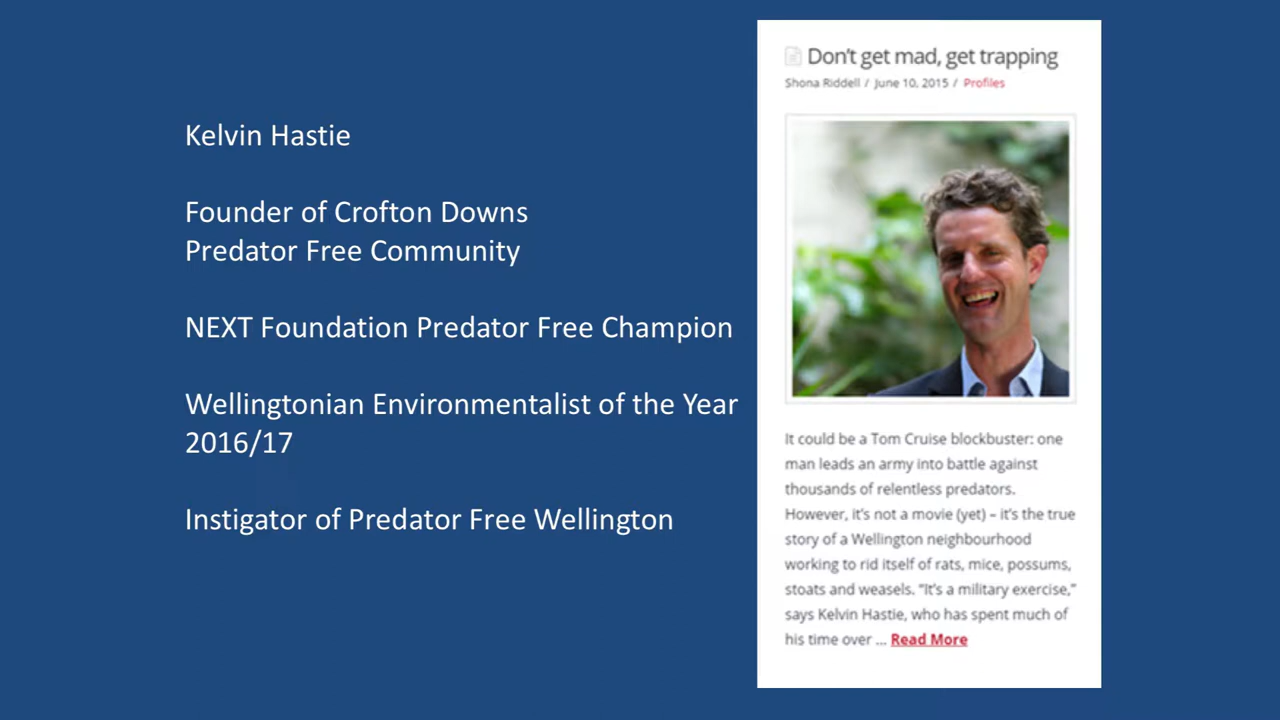 Kelvin Hastie
Founder of Crofton Downs
Predator Free Community
NEXT Foundation Predator Free Champion
Wellingtonian Environmentalist of the Year
2016/17
Instigator of Predator Free Wellington
Don't get mad, get trapping
Shona Riddell / June 10, 2015 / Profiles
It could be a Tom Cruise blockbuster: one
man leads an army into battle against
thousands of relentless predators.
However, it's not a movie (yet) – it's the true
story of a Wellington neighbourhood
working to rid itself of rats, mice, possums,
stoats and weasels. “It's a military exercise,”
says Kelvin Hastie, who has spent much of
his time over ... Read More